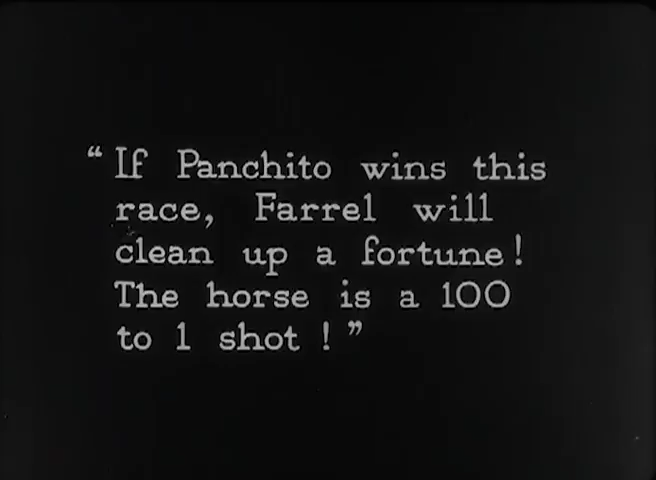 “If Panchito wins this
race, Farrel will
clean up a fortune!
The horse is a 100
to 1 shot!”